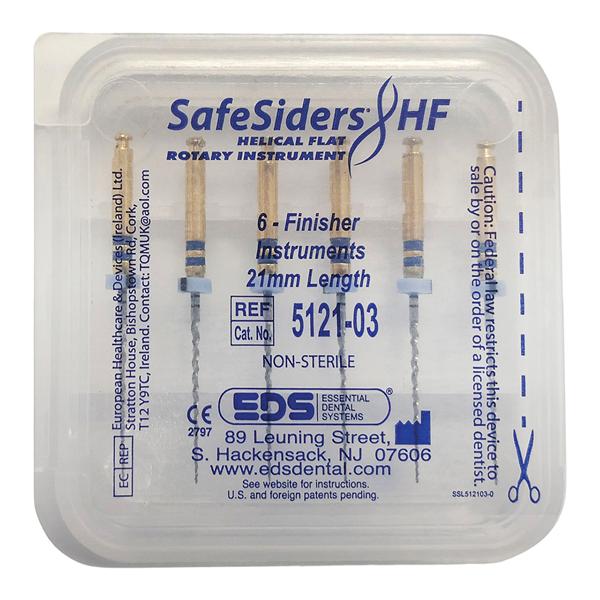 SafeSiders™ HF
HELICAL FLAT
ROTARY INSTRUMENT
6 - Finisher
Instruments
21mm Length
REF
Cat. No.
5121-03
NON-STERILE
CE
2797
EDS®
ESSENTIAL
DENTAL
SYSTEMS
89 Leuning Street,
S. Hackensack, NJ 07606
www.edsdental.com
See website for instructions.
U.S. and foreign patents pending.
SSL512103-0
EC REP
European Healthcare & Devices (Ireland) Ltd.
Stratton House, Bishopstown Rd, Cork,
T12 Y9TC, Ireland. Contact: TQMUK@aol.com
Caution: Federal law restricts this device to
sale by or on the order of a licensed dentist.